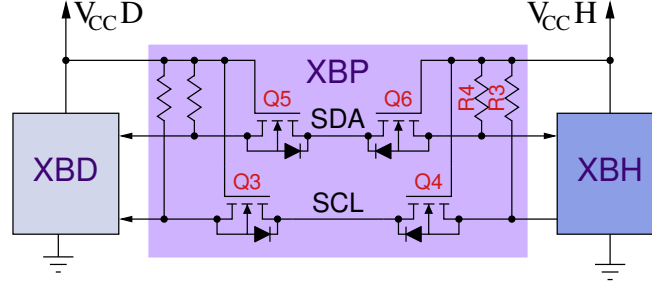 VCCD VCCH
XBP
Q5 Q6 R4 R3
SDA
XBD XBH
Q3 Q4
SCL